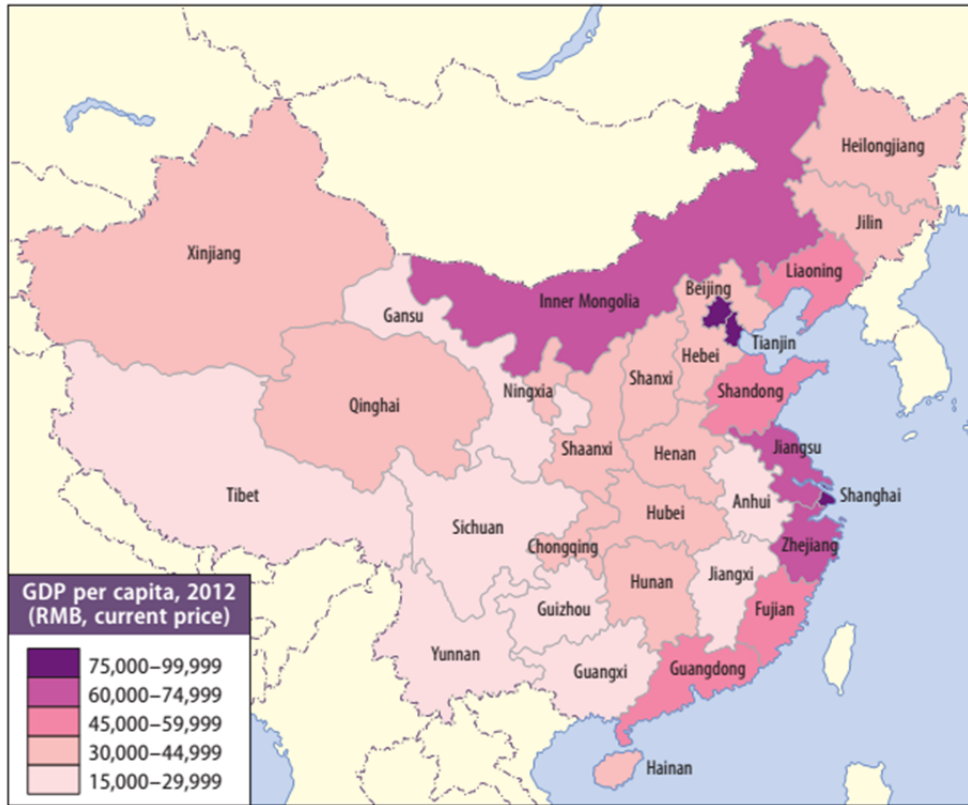 Heilongjiang
Jilin
Xinjiang
Liaoning
Beijing
Inner Mongolia
Gansu
Tianjin
Hebei
Shanxi
Ningxia
Shandong
Qinghai
Shaanxi
Henan
Jiangsu
Tibet
Shanghai
Anhui
Hubei
Sichuan
Chongqing
Zhejiang
Jiangxi
Hunan
Guizhou
Fujian
Yunnan
Guangxi
Guangdong
Hainan
GDP per capita, 2012
(RMB, current price)
75,000–99,999
60,000–74,999
45,000–59,999
30,000–44,999
15,000–29,999